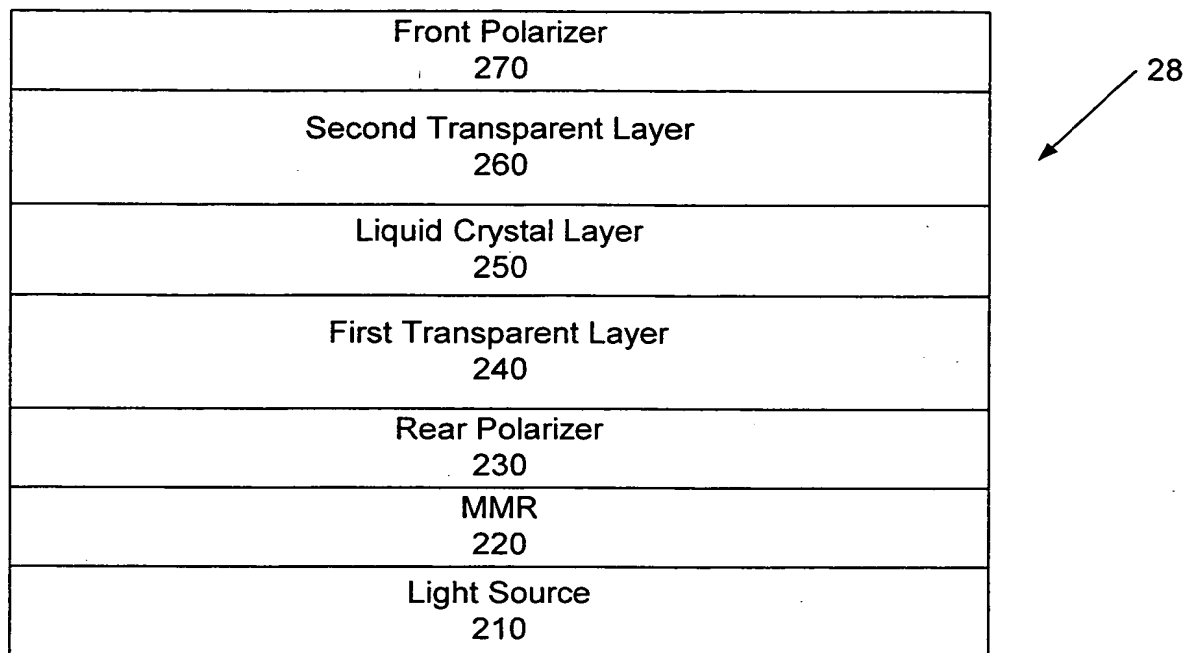 Front Polarizer
270
28
Second Transparent Layer
260
Liquid Crystal Layer
250
First Transparent Layer
240
Rear Polarizer
230
MMR
220
Light Source
210